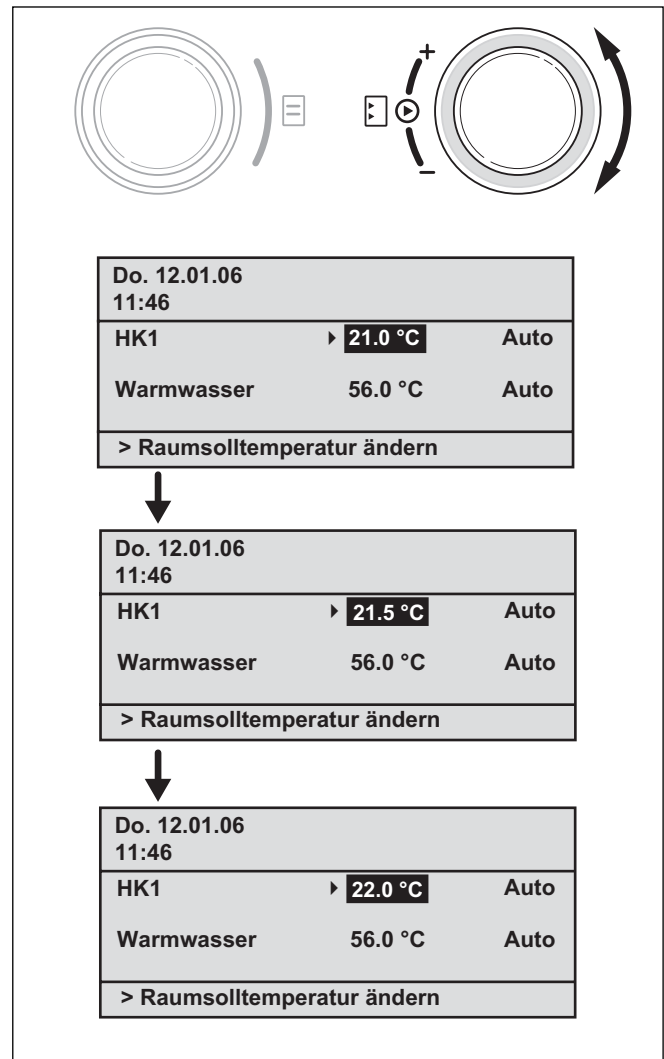 +
−
Do. 12.01.06
11:46
HK1 21.0 °C Auto
Warmwasser 56.0 °C Auto
> Raumsolltemperatur ändern
Do. 12.01.06
11:46
HK1 21.5 °C Auto
Warmwasser 56.0 °C Auto
> Raumsolltemperatur ändern
Do. 12.01.06
11:46
HK1 22.0 °C Auto
Warmwasser 56.0 °C Auto
> Raumsolltemperatur ändern